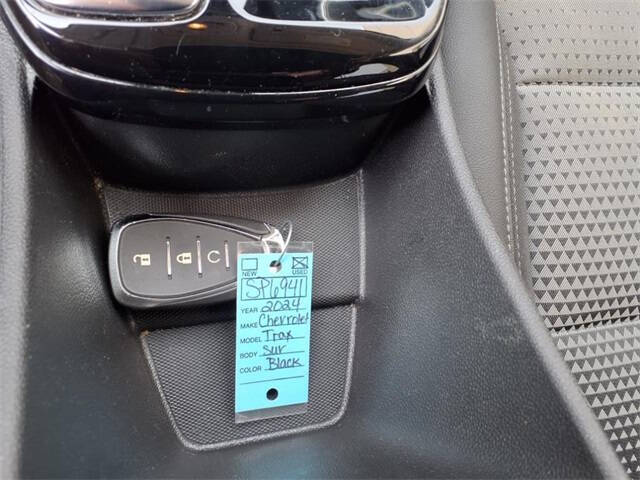 NEW USED
SP6941
YEAR 2024
MAKE Chevrolet
MODEL Trax
BODY SUV
COLOR Black